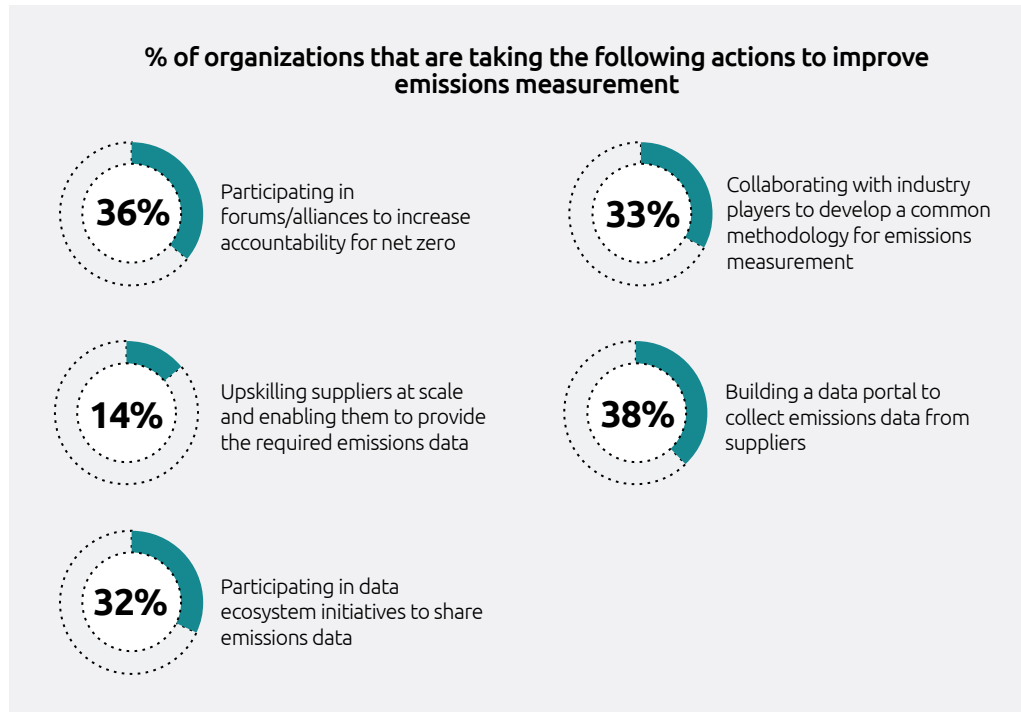 % of organizations that are taking the following actions to improve
emissions measurement
36%
Participating in
forums/alliances to increase
accountability for net zero
33%
Collaborating with industry
players to develop a common
methodology for emissions
measurement
14%
Upskilling suppliers at scale
and enabling them to provide
the required emissions data
38%
Building a data portal to
collect emissions data from
suppliers
32%
Participating in data
ecosystem initiatives to share
emissions data